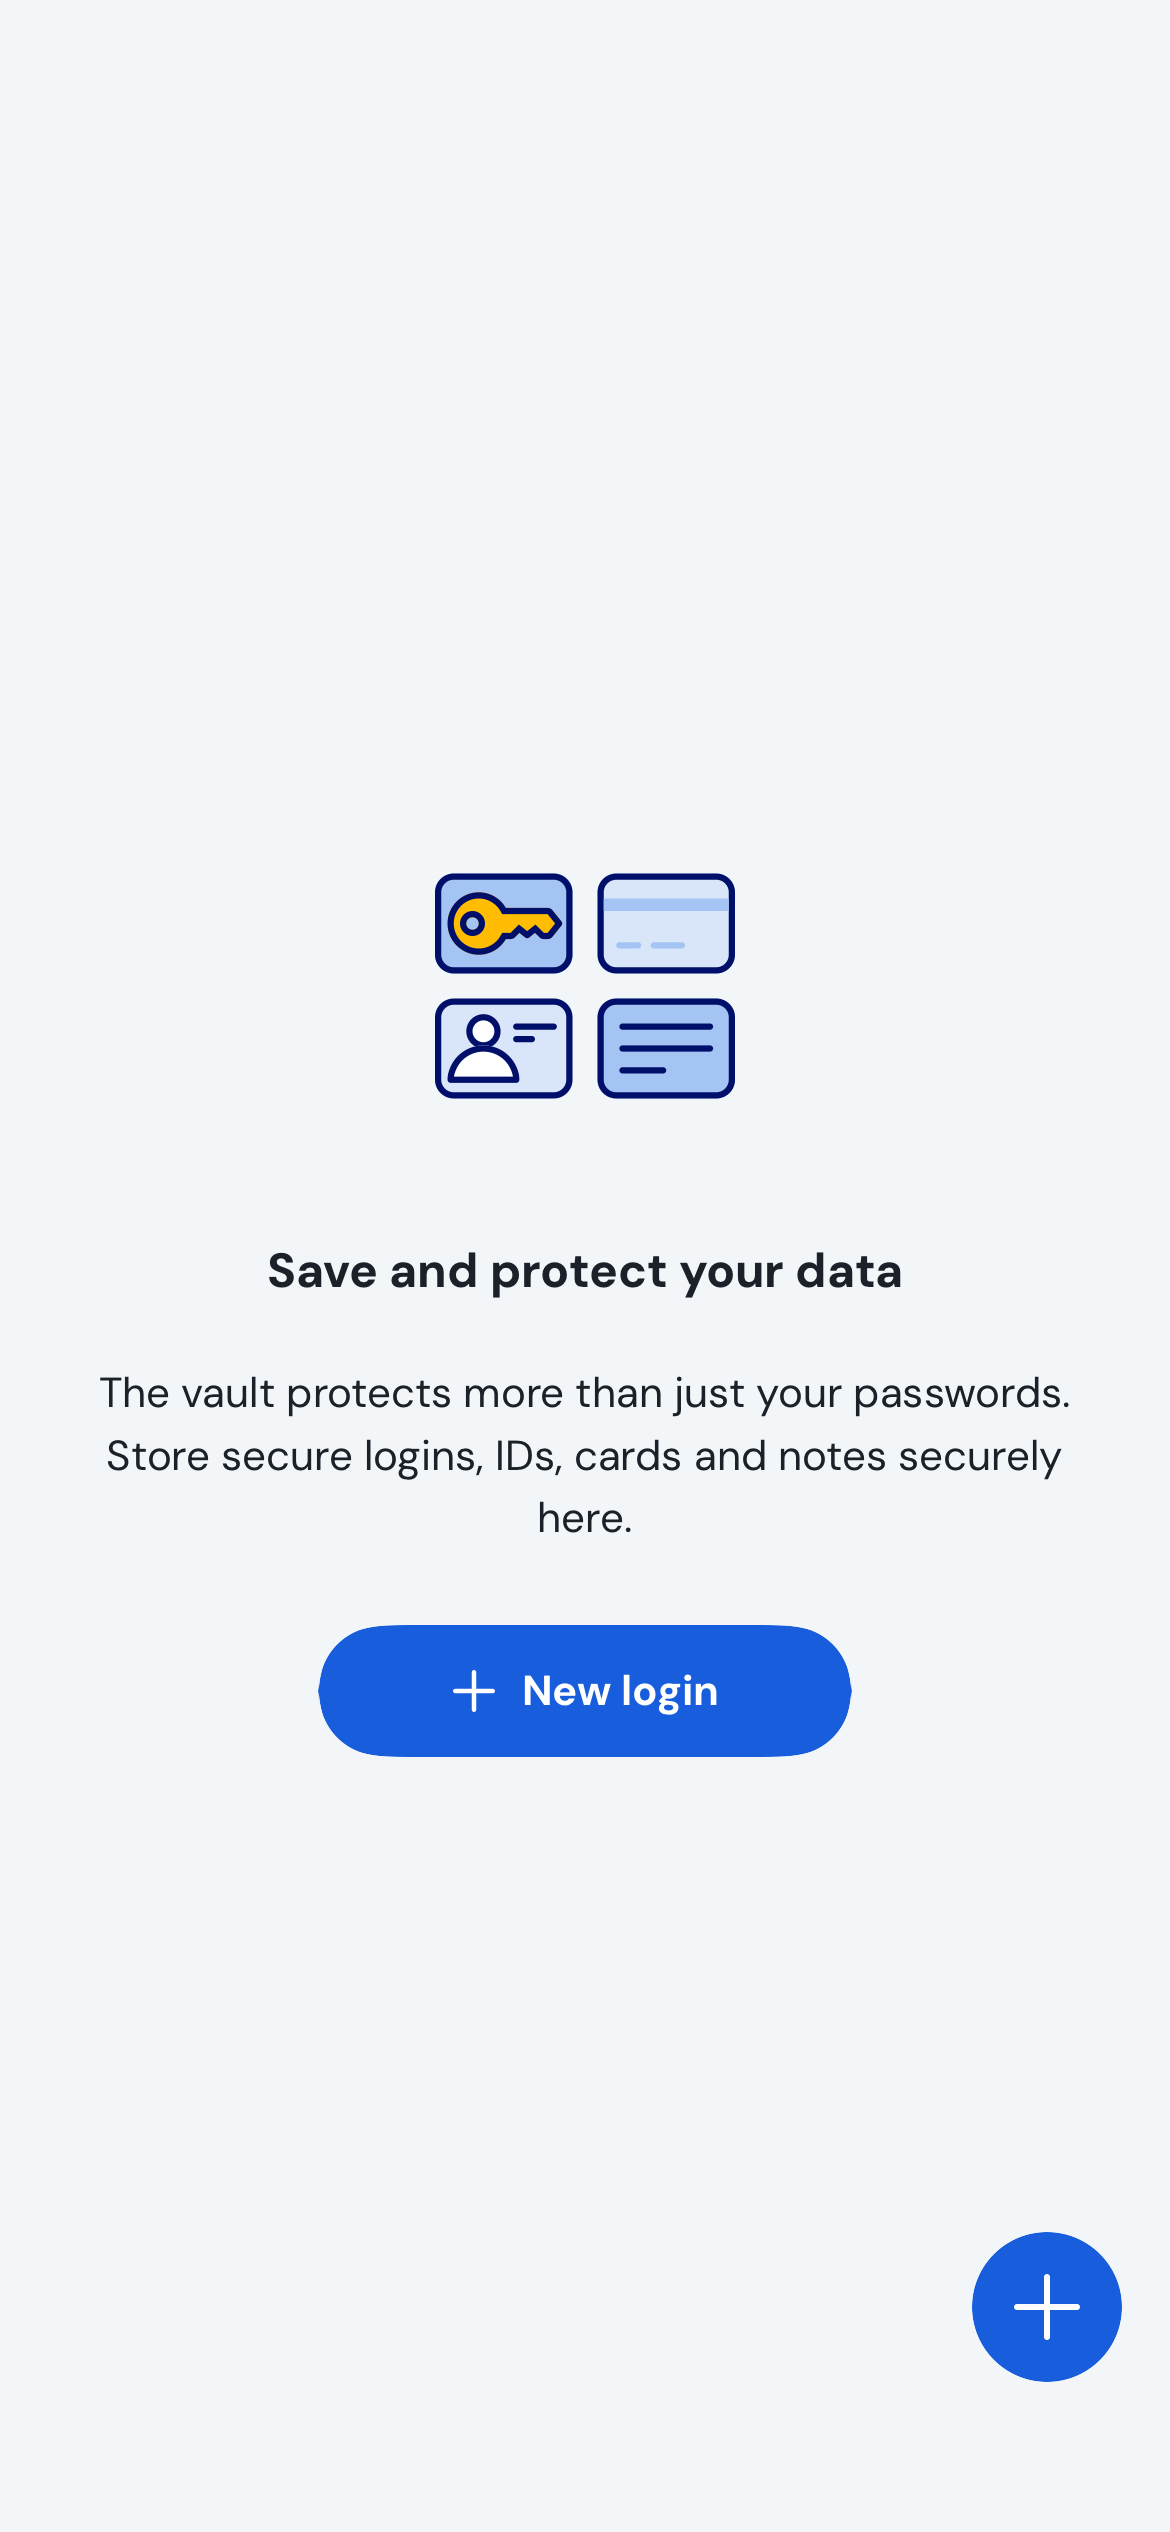 Save and protect your data
The vault protects more than just your passwords.
Store secure logins, IDs, cards and notes securely
here.
New login